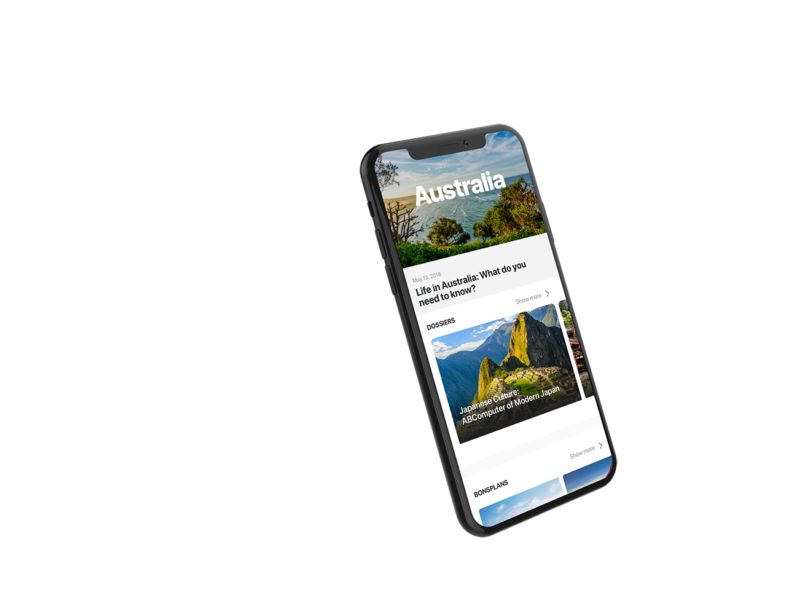 Australia
May 13, 2018
Life in Australia: What do you
need to know?
Show more
DOSSIERS
Japanese Culture:
ABComputer of Modern Japan
Show more
BONSPLANS